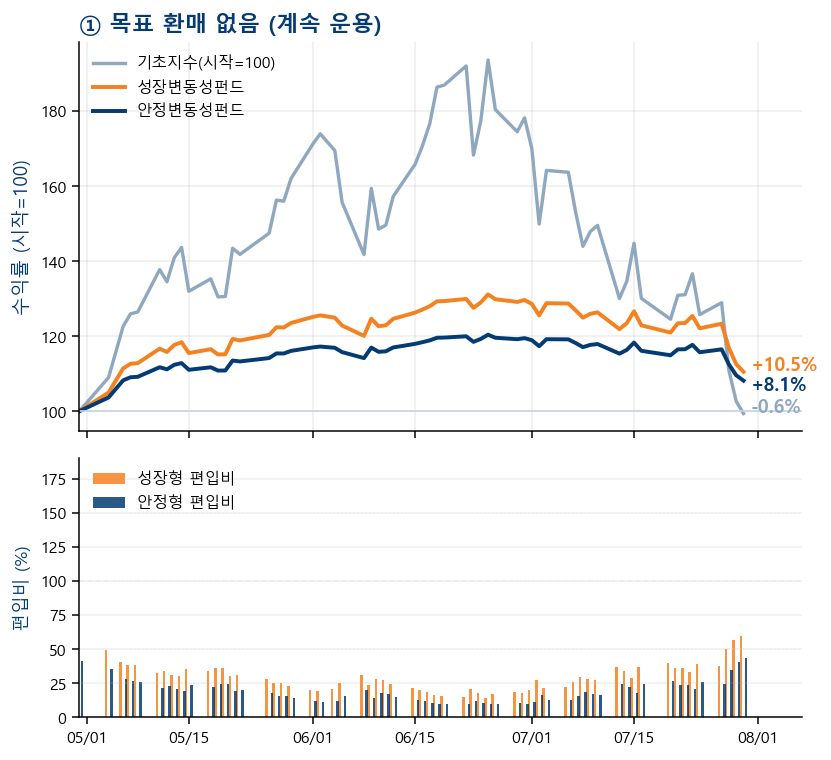 ① 목표 환매 없음 (계속 운용)
기초지수(시작=100)
성장변동성펀드
안정변동성펀드
수익률 (시작=100)
180
160
140
120
100
+10.5%
+8.1%
-0.6%
성장형 편입비
안정형 편입비
편입비 (%)
175
150
125
100
75
50
25
0
05/01
05/15
06/01
06/15
07/01
07/15
08/01